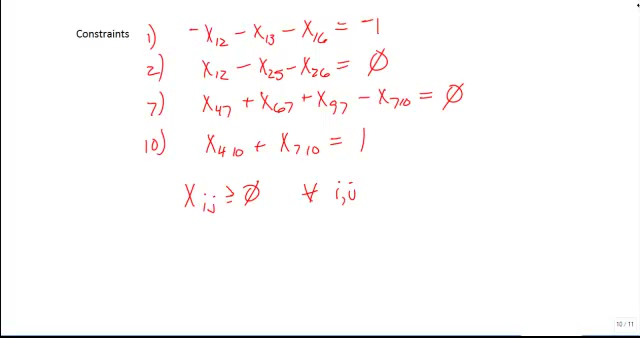 Constraints 1) -X₁₂ - X₁₃ - X₁₆ = -1
2) X₁₂ - X₂₅ - X₂₆ = ∅
7) X₄₇ + X₆₇ + X₉₇ - X₇₁₀ = ∅
10) X₄₁₀ + X₇₁₀ = 1
Xᵢⱼ ≥ ∅ ∀ i,j
10 / 11